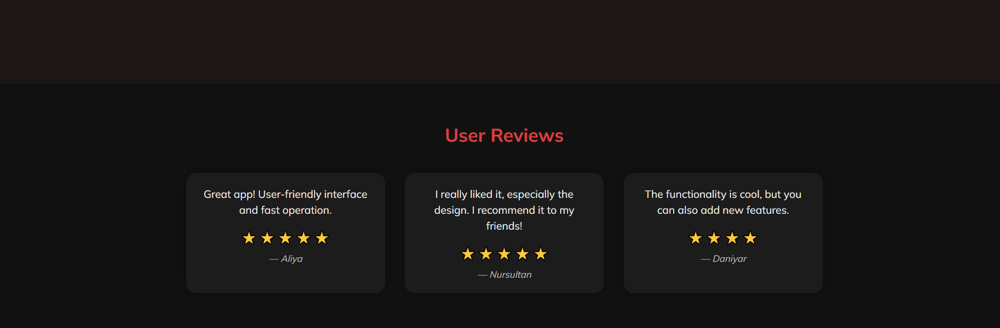 User Reviews
Great app! User-friendly interface
and fast operation.
★★★★★
— Aliya
I really liked it, especially the
design. I recommend it to my
friends!
★★★★★
— Nursultan
The functionality is cool, but you
can also add new features.
★★★★
— Daniyar